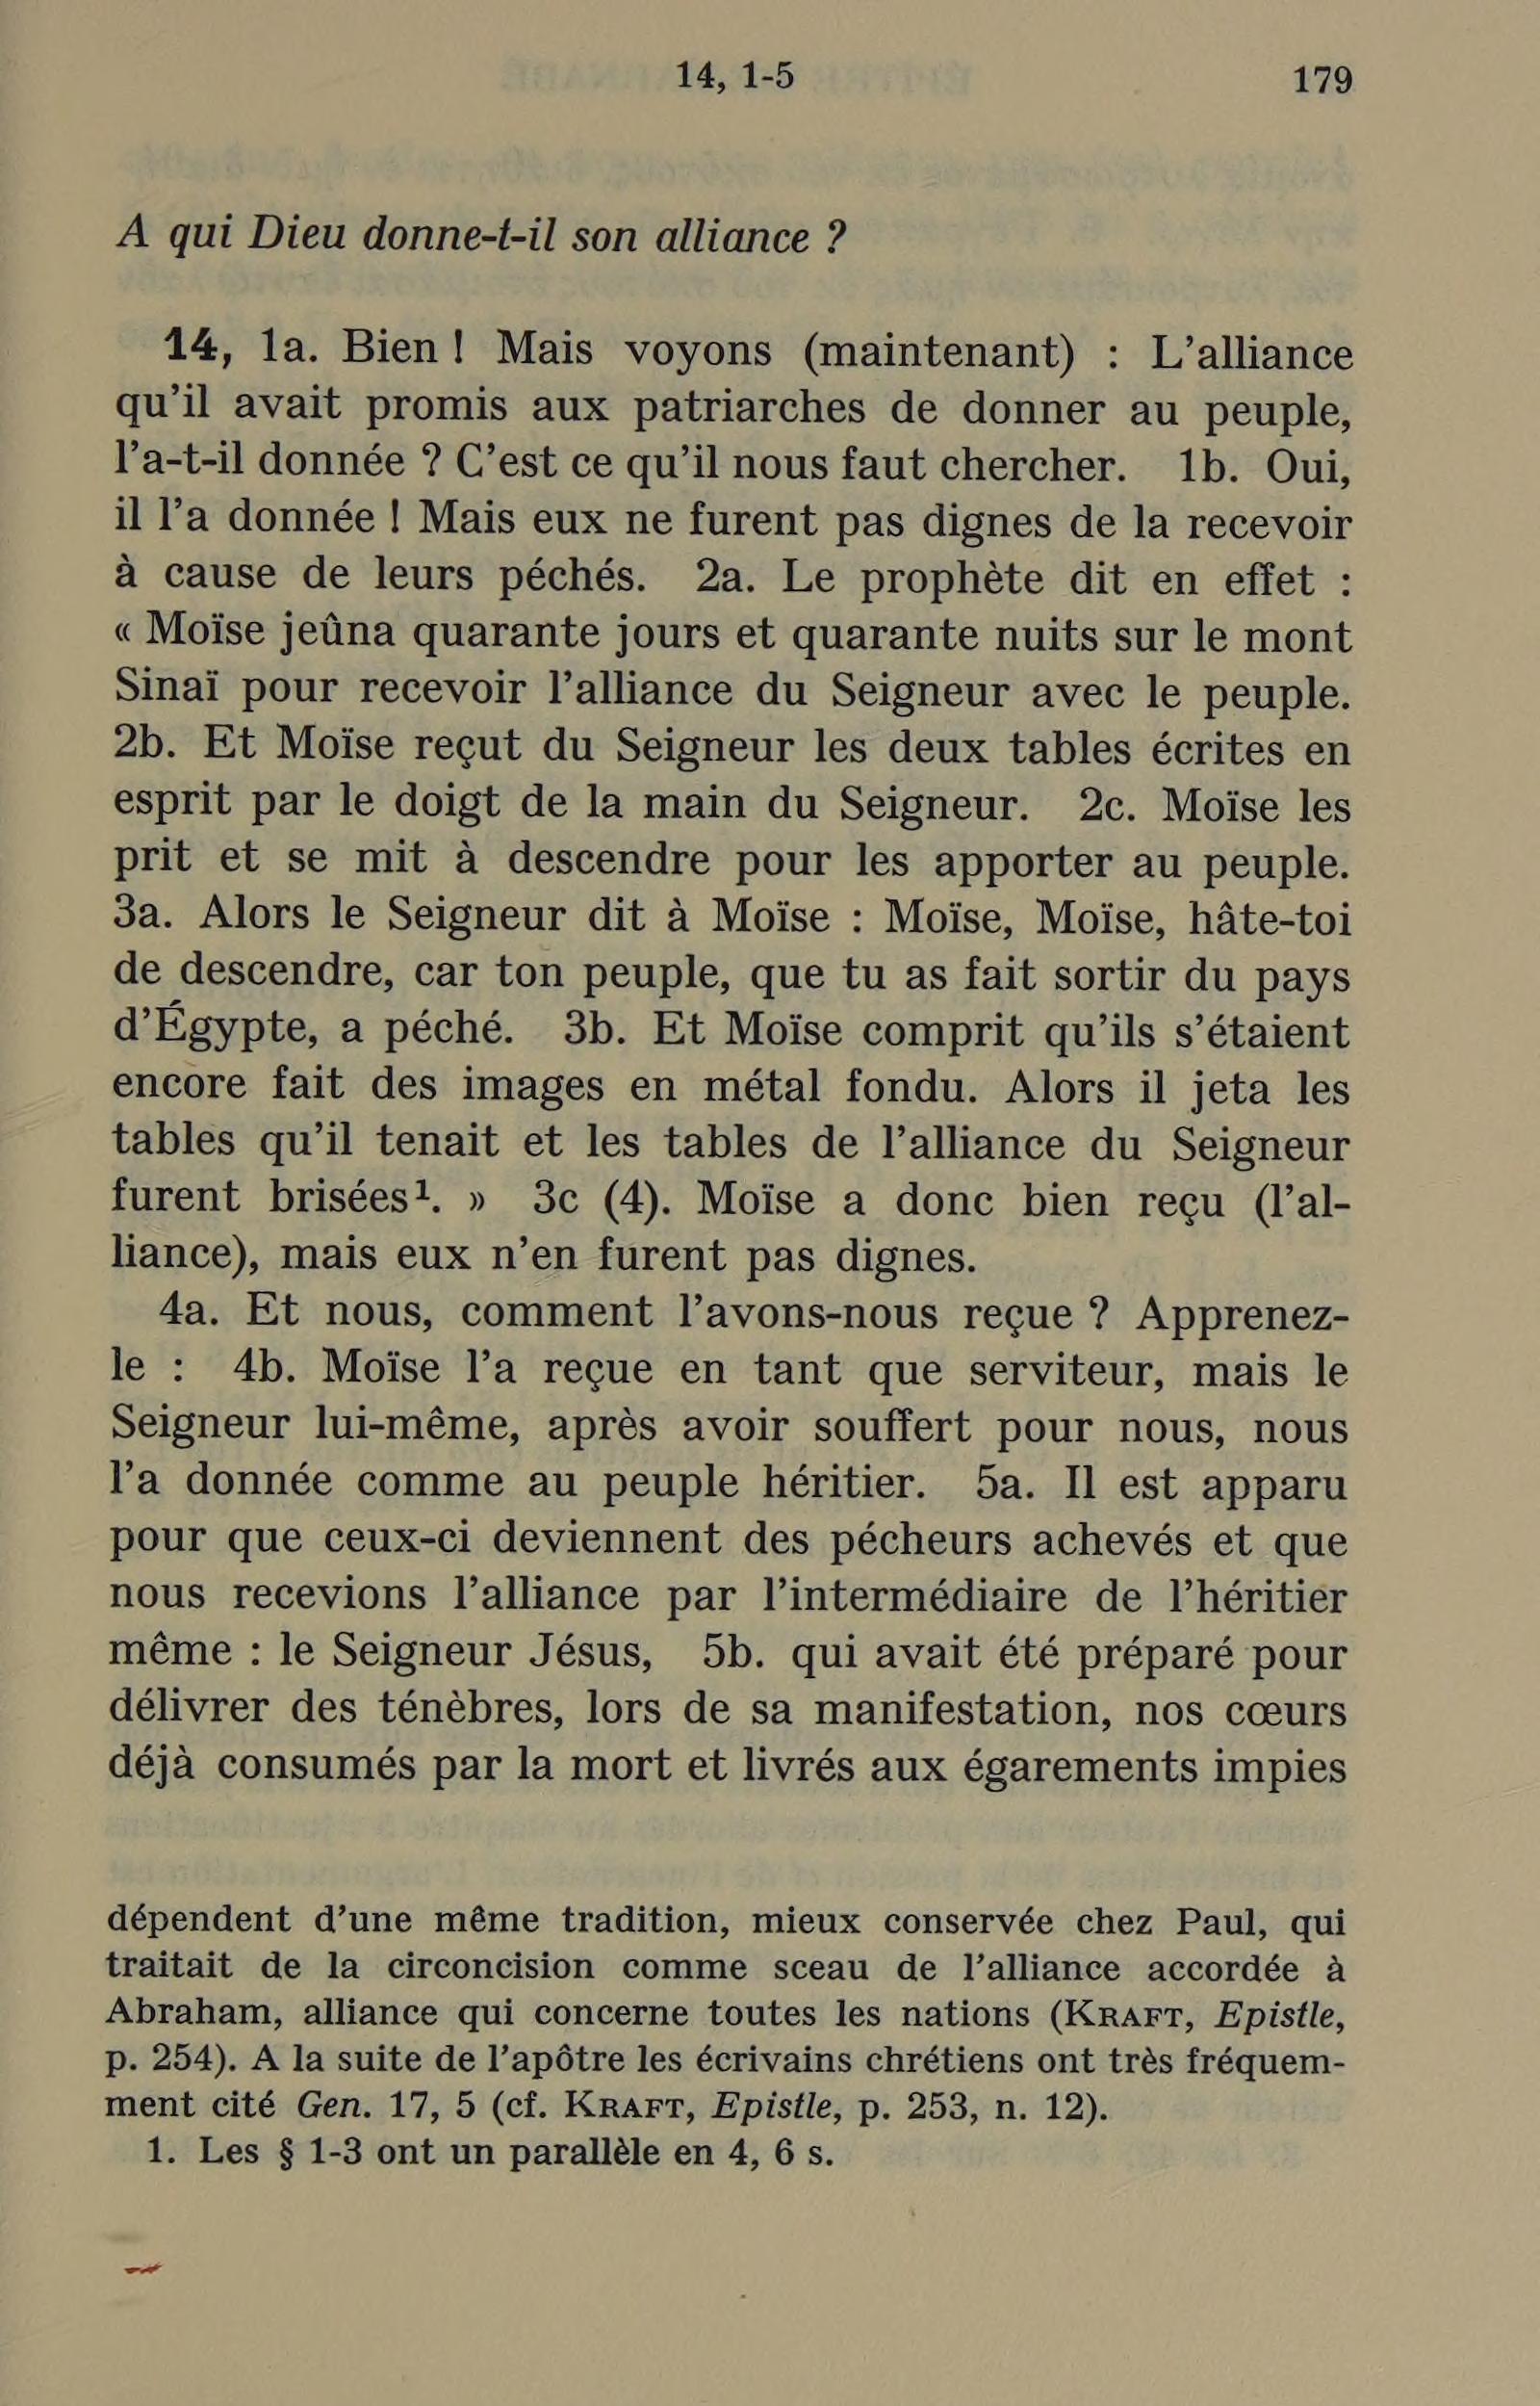 14, 1-5
179
A qui Dieu donne-t-il son alliance ?
14, 1a. Bien ! Mais voyons (maintenant) : L’alliance
qu’il avait promis aux patriarches de donner au peuple,
l’a-t-il donnée ? C’est ce qu’il nous faut chercher. 1b. Oui,
il l’a donnée ! Mais eux ne furent pas dignes de la recevoir
à cause de leurs péchés. 2a. Le prophète dit en effet :
« Moïse jeûna quarante jours et quarante nuits sur le mont
Sinaï pour recevoir l’alliance du Seigneur avec le peuple.
2b. Et Moïse reçut du Seigneur les deux tables écrites en
esprit par le doigt de la main du Seigneur. 2c. Moïse les
prit et se mit à descendre pour les apporter au peuple.
3a. Alors le Seigneur dit à Moïse : Moïse, Moïse, hâte-toi
de descendre, car ton peuple, que tu as fait sortir du pays
d’Égypte, a péché. 3b. Et Moïse comprit qu’ils s’étaient
encore fait des images en métal fondu. Alors il jeta les
tables qu’il tenait et les tables de l’alliance du Seigneur
furent brisées¹. » 3c (4). Moïse a donc bien reçu (l’al-
liance), mais eux n’en furent pas dignes.
4a. Et nous, comment l’avons-nous reçue ? Apprenez-
le : 4b. Moïse l’a reçue en tant que serviteur, mais le
Seigneur lui-même, après avoir souffert pour nous, nous
l’a donnée comme au peuple héritier. 5a. Il est apparu
pour que ceux-ci deviennent des pécheurs achevés et que
nous recevions l’alliance par l’intermédiaire de l’héritier
même : le Seigneur Jésus, 5b. qui avait été préparé pour
délivrer des ténèbres, lors de sa manifestation, nos cœurs
déjà consumés par la mort et livrés aux égarements impies
dépendent d’une même tradition, mieux conservée chez Paul, qui
traitait de la circoncision comme sceau de l’alliance accordée à
Abraham, alliance qui concerne toutes les nations (KRAFT, Epistle,
p. 254). A la suite de l’apôtre les écrivains chrétiens ont très fréquem-
ment cité Gen. 17, 5 (cf. KRAFT, Epistle, p. 253, n. 12).
1. Les § 1-3 ont un parallèle en 4, 6 s.